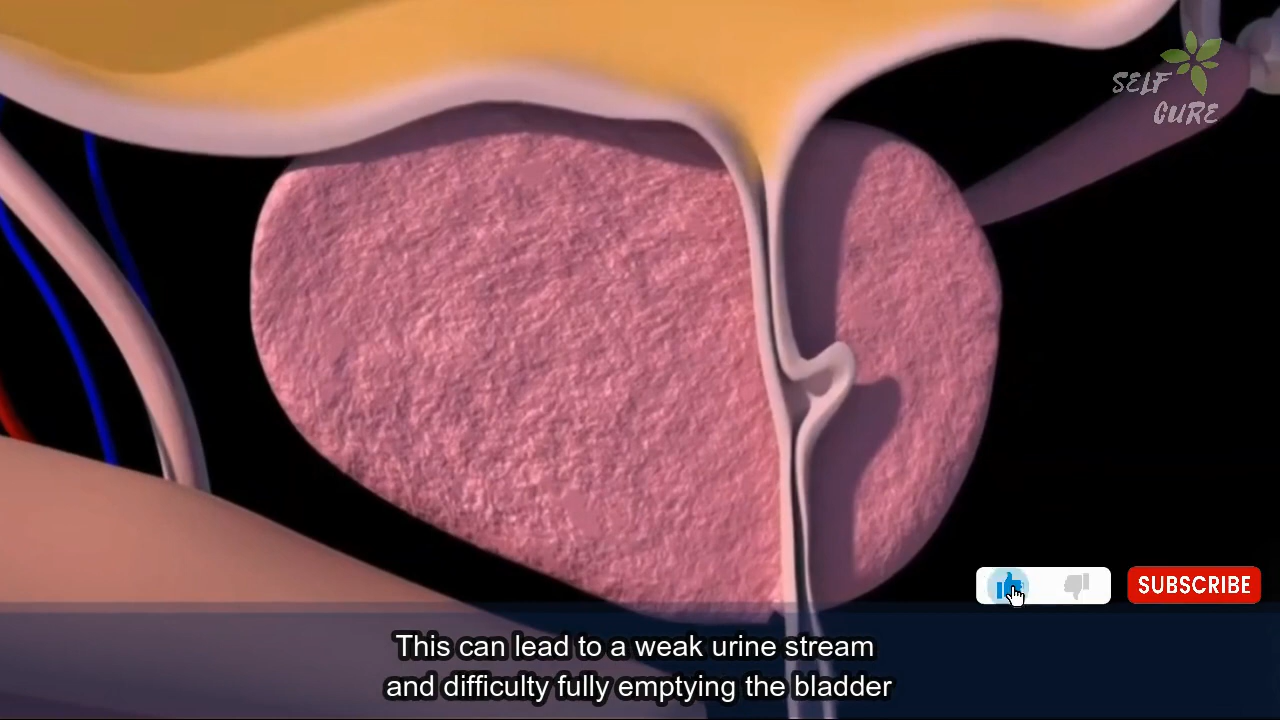 SELF
CURE
SUBSCRIBE
This can lead to a weak urine stream
and difficulty fully emptying the bladder